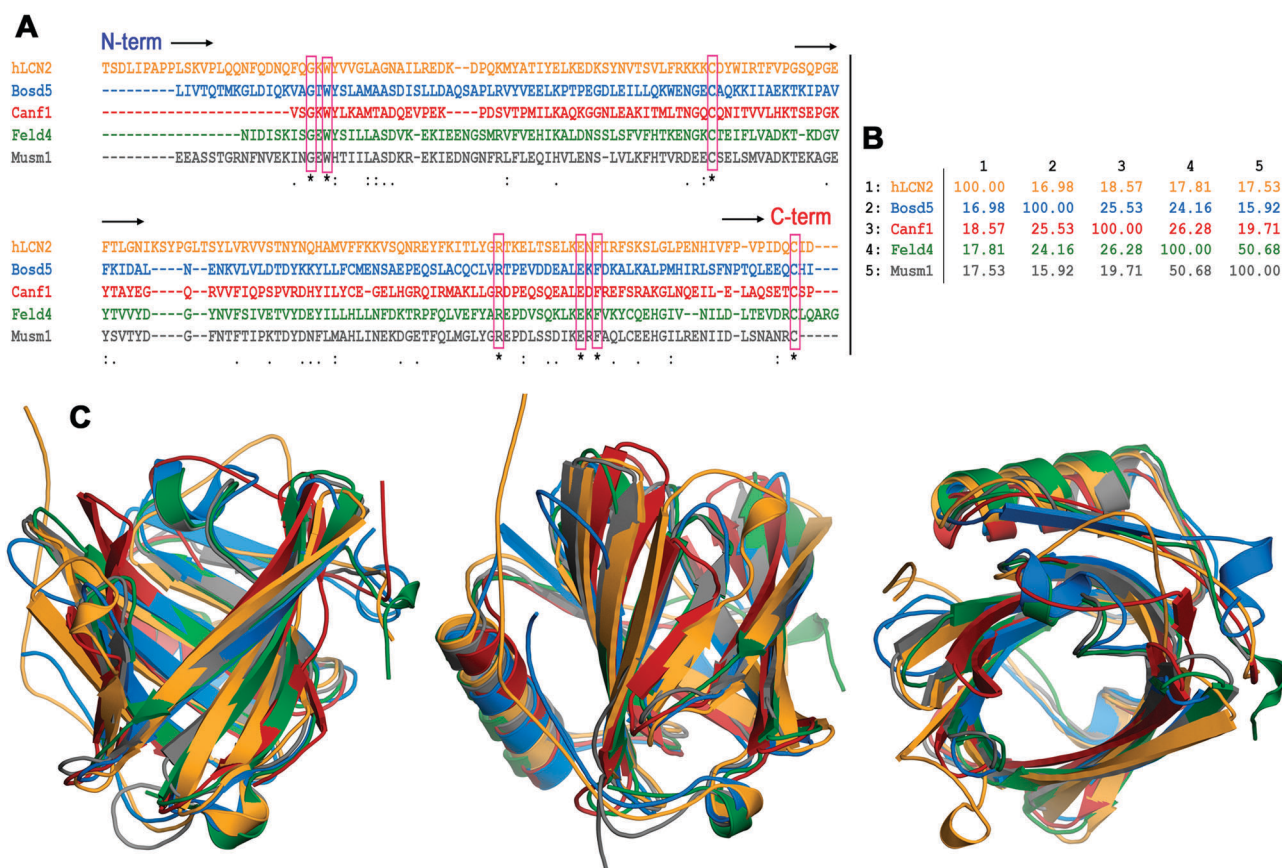 A
N-term
hLCN2 TSDLIPAPPLSKVPLQQNFQDNQFQGKWYVVGLAGNAILREDK--DPQKMYATIYELKEDKSYNVTSVLFRKKKCDYWIRTFVPGSQPGE
Bosd5 ---------LIVTQTMKGLDIQKVAGTWYSLAMAASDISLLDAQSAPLRVYVEELKPTPEGDLEILLQKWENGECAQKKIIAEKTKIPAV
Canf1 -----------------------VSGKWYLKAMTADQEVPEK----PDSVTPMILKAQKGGNLEAKITMLTNGQCQNITVVLHKTSEPGK
Feld4 -----------------NIDISKISGEWYSILLASDVK-EKIEENGSMRVFVEHIKALDNSSLSFVFHTKENGKCTEIFLVADKT-KDGV
Musm1 ---------EEASSTGRNFNVEKINGEWHTIILASDKR-EKIEDNGNFRLFLEQIHVLENS-LVLKFHTVRDEECSELSMVADKTEKAGE
. * * : ::.. : . : . .: * . : .
hLCN2 FTLGNIKSYPGLTSYLVRVVSTNYNQHAMVFFKKVSQNREYFKITLYGRTKELTSELKENFIRFSKSLGLPENHIVFP-VPIDQCID---
Bosd5 FKIDAL---N--ENKVLVLDTDYKKYLLFCMENSAEPEQSLACQCLVRTPEVDDEALEKFDKALKALPMHIRLSFNPTQLEEQCHI---
Canf1 YTAYEG---Q--RVVFIQPSPVRDHYILYCEG-ELHGRQIRMAKLLGRDPEQSQEALEDFREFSRAKGLNQEIL-E-LAQSETCSP---
Feld4 YTVVYD---G--YNVFSIVETVYDEYILLHLLNFDKTRPFQLVEFYAREPDVSQKLKEKFVKYCQEHGIV--NILD-LTEVDRCLQARG
Musm1 YSVTYD---G--FNTFTIPKTDYDNFLMAHLINEKDGETFQLMGLYGREPDLSSDIKERFAQLCEEHGILRENIID-LSNANRC-----
:. . . .. . : . . * : .. * * : : . *
C-term
B
1 2 3 4 5
1: hLCN2 100.00 16.98 18.57 17.81 17.53
2: Bosd5 16.98 100.00 25.53 24.16 15.92
3: Canf1 18.57 25.53 100.00 26.28 19.71
4: Feld4 17.81 24.16 26.28 100.00 50.68
5: Musm1 17.53 15.92 19.71 50.68 100.00
C